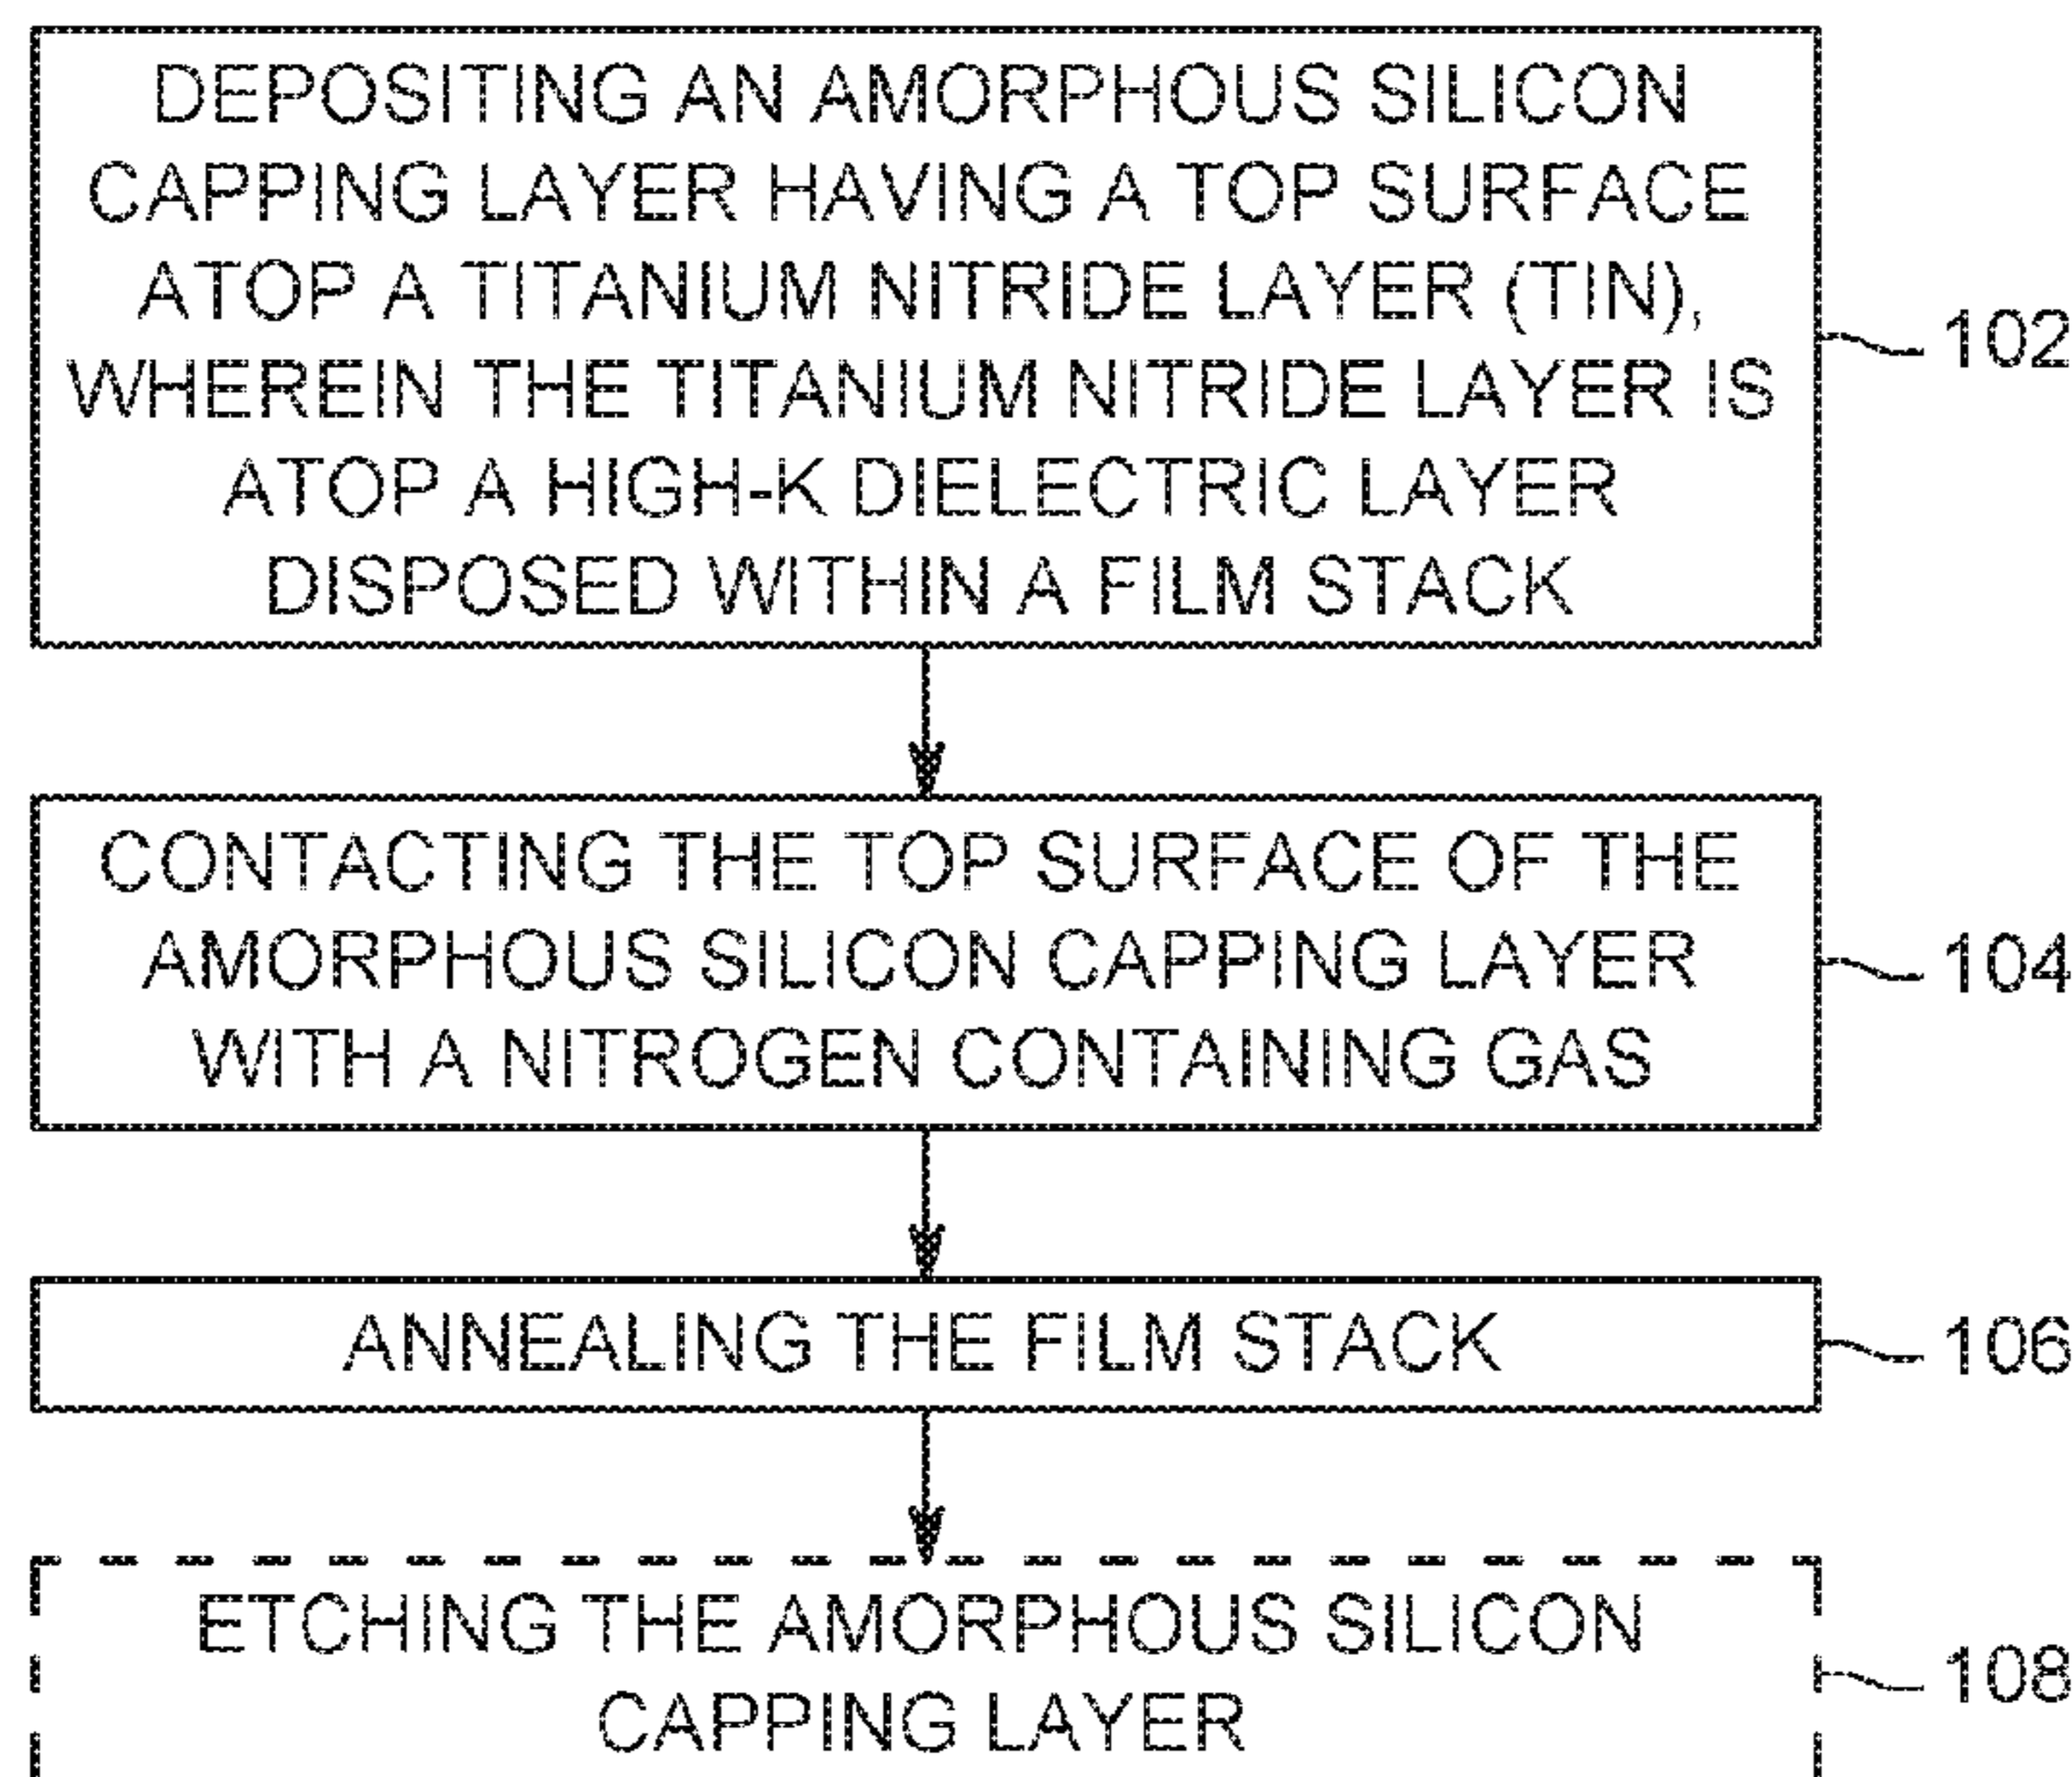 DEPOSITING AN AMORPHOUS SILICON
CAPPING LAYER HAVING A TOP SURFACE
ATOP A TITANIUM NITRIDE LAYER (TIN),
WHEREIN THE TITANIUM NITRIDE LAYER IS
ATOP A HIGH-K DIELECTRIC LAYER
DISPOSED WITHIN A FILM STACK
102
CONTACTING THE TOP SURFACE OF THE
AMORPHOUS SILICON CAPPING LAYER
WITH A NITROGEN CONTAINING GAS
104
ANNEALING THE FILM STACK
106
ETCHING THE AMORPHOUS SILICON
CAPPING LAYER
108